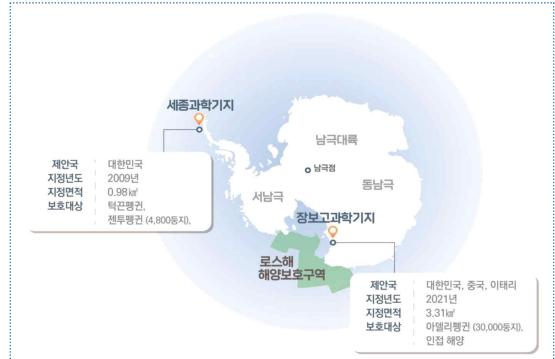 세종과학기지
제안국 대한민국
지정년도 2009년
지정면적 0.98㎢
보호대상 턱끈펭귄,
젠투펭귄 (4,800둥지),
남극대륙
남극점
서남극
동남극
장보고과학기지
로스해
해양보호구역
제안국 대한민국, 중국, 이태리
지정년도 2021년
지정면적 3.31㎢
보호대상 아델리펭귄 (30,000둥지),
인접 해양